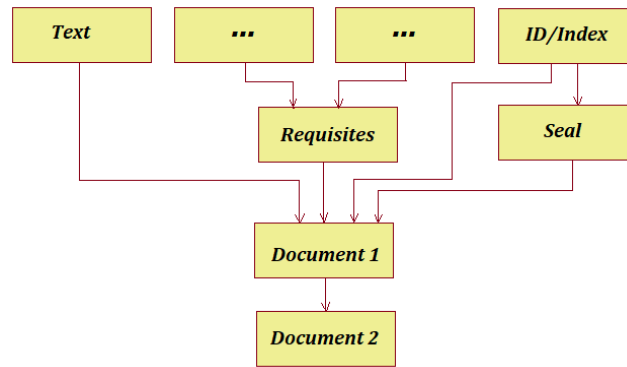 Text
...
...
ID/Index
Requisites
Seal
Document 1
Document 2